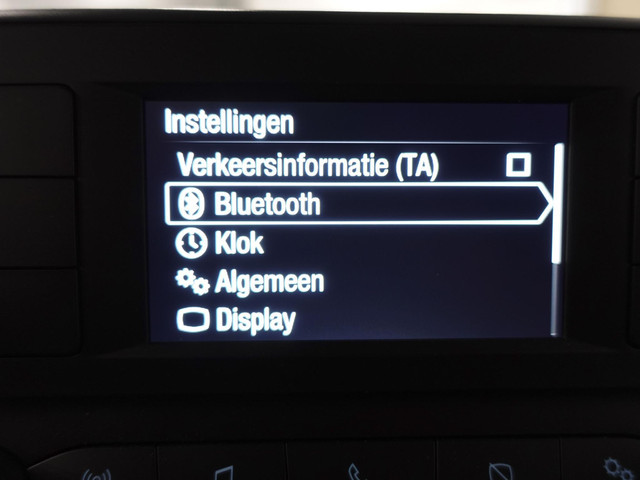 Instellingen
Verkeersinformatie (TA)
Bluetooth
Klok
Algemeen
Display